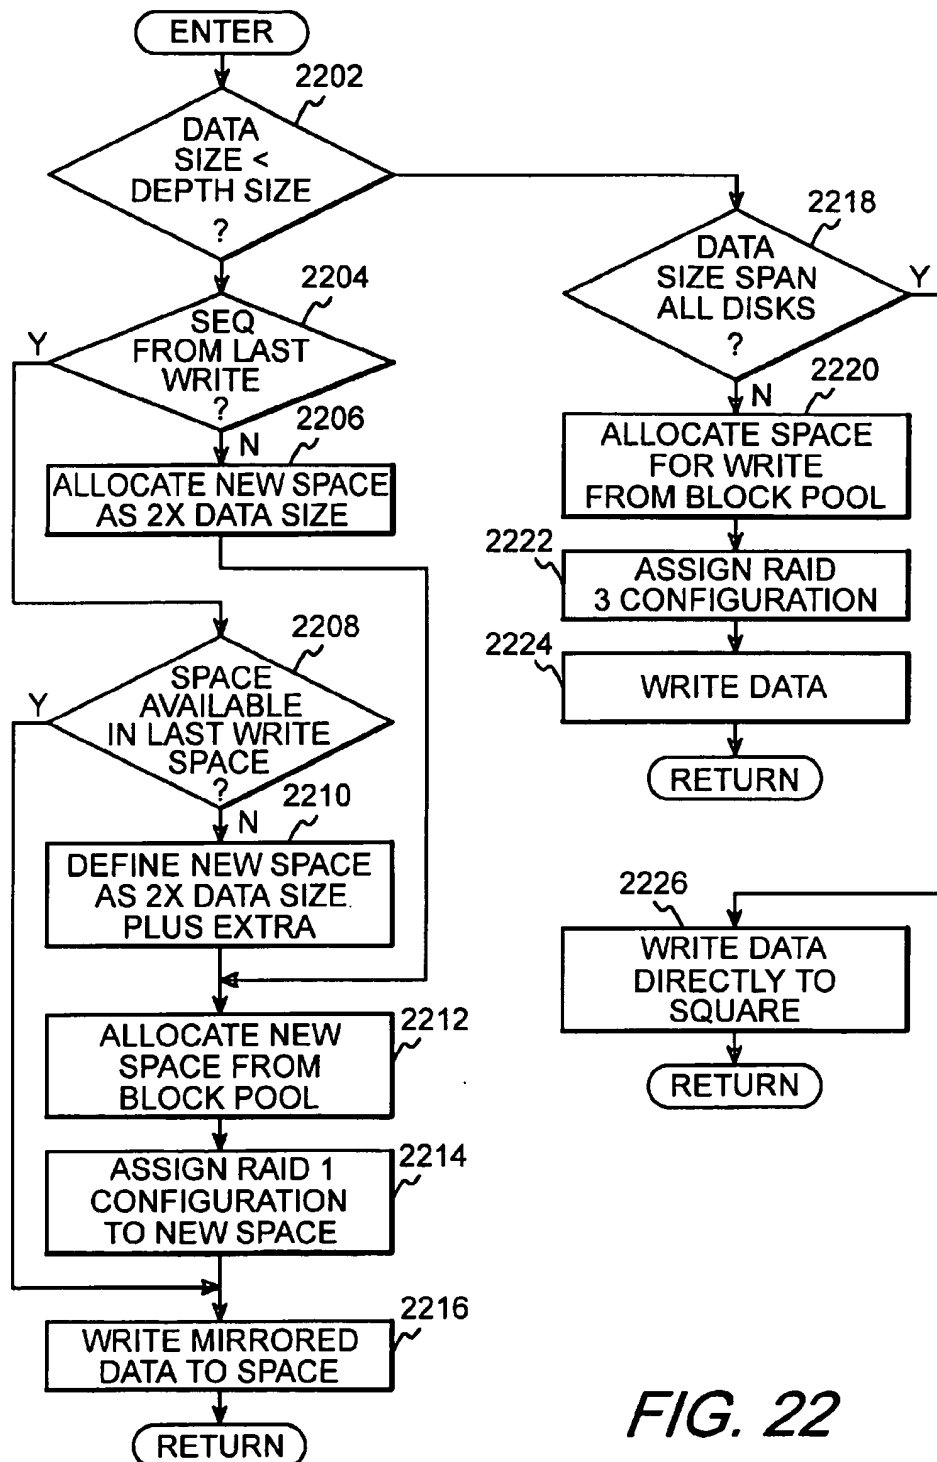 ENTER
2202
DATA
SIZE <
DEPTH SIZE
?
2204
Y
SEQ
FROM LAST
WRITE
?
N
2206
ALLOCATE NEW SPACE
AS 2X DATA SIZE
2208
Y
SPACE
AVAILABLE
IN LAST WRITE
SPACE
?
N
2210
DEFINE NEW SPACE
AS 2X DATA SIZE
PLUS EXTRA
ALLOCATE NEW
SPACE FROM
BLOCK POOL
2212
ASSIGN RAID 1
CONFIGURATION
TO NEW SPACE
2214
2216
WRITE MIRRORED
DATA TO SPACE
RETURN
2218
DATA
SIZE SPAN
ALL DISKS
?
Y
N
2220
ALLOCATE SPACE
FOR WRITE
FROM BLOCK POOL
2222
ASSIGN RAID
3 CONFIGURATION
2224
WRITE DATA
RETURN
2226
WRITE DATA
DIRECTLY TO
SQUARE
RETURN
FIG. 22